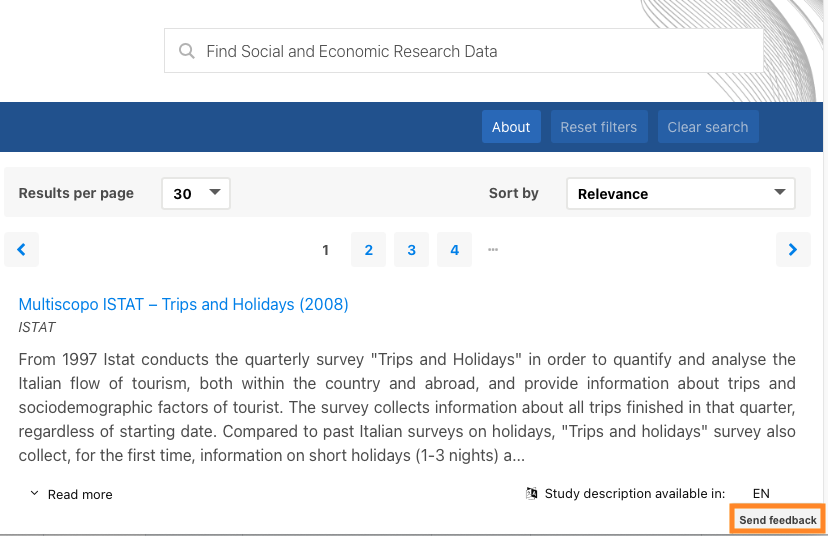 Find Social and Economic Research Data
About Reset filters Clear search
Results per page 30 Sort by Relevance
1 2 3 4 ...
Multiscopo ISTAT – Trips and Holidays (2008)
ISTAT
From 1997 Istat conducts the quarterly survey "Trips and Holidays" in order to quantify and analyse the
Italian flow of tourism, both within the country and abroad, and provide information about trips and
sociodemographic factors of tourist. The survey collects information about all trips finished in that quarter,
regardless of starting date. Compared to past Italian surveys on holidays, "Trips and holidays" survey also
collect, for the first time, information on short holidays (1-3 nights) a...
Read more Study description available in: EN
Send feedback